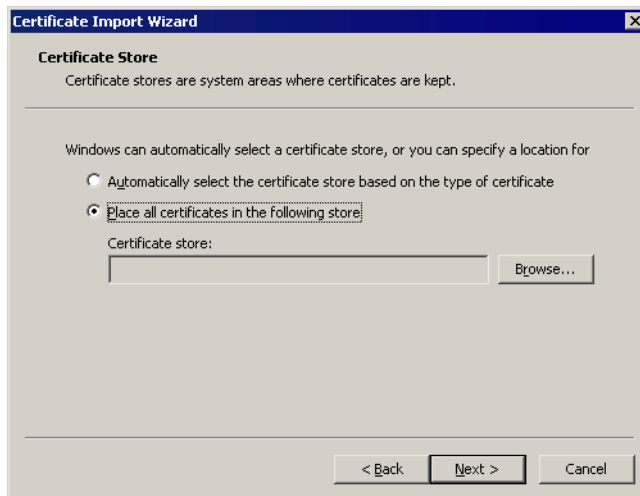 Certificate Import Wizard
Certificate Store
Certificate stores are system areas where certificates are kept.
Windows can automatically select a certificate store, or you can specify a location for
Automatically select the certificate store based on the type of certificate
Place all certificates in the following store
Certificate store:
Browse...
< Back Next > Cancel